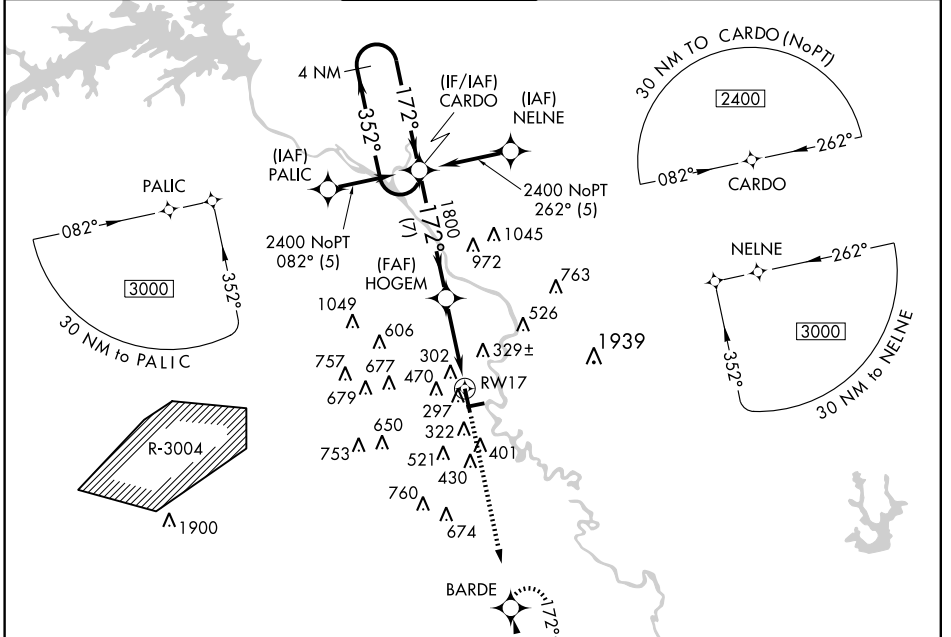 30 NM TO CARDO (NoPT)
2400
082°
262°
CARDO
4 NM
352°
172°
(IF/IAF)
CARDO
(IAF)
NELNE
(IAF)
PALIC
2400 NoPT
082° (5)
2400 NoPT
262° (5)
1800
172°
(7)
(FAF)
HOGEM
PALIC
082°
352°
3000
30 NM to PALIC
NELNE
262°
352°
3000
30 NM to NELNE
1045
972
763
526
1939
329±
1049
606
757
677
679
302
470
RW17
297
322
650
753
521
401
430
760
674
R-3004
1900
BARDE
172°